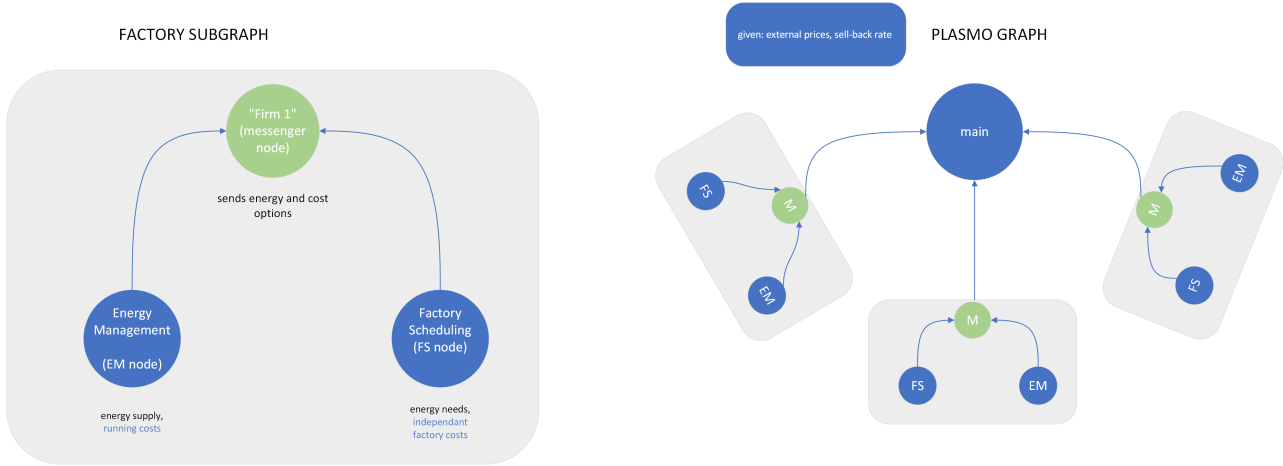 FACTORY SUBGRAPH
"Firm 1"
(messenger
node)
sends energy and cost
options
Energy
Management
(EM node)
Factory
Scheduling
(FS node)
energy supply,
running costs
energy needs,
independant
factory costs
given: external prices, sell-back rate
PLASMO GRAPH
main
FS
M
EM
M
FS
EM
EM
M
FS